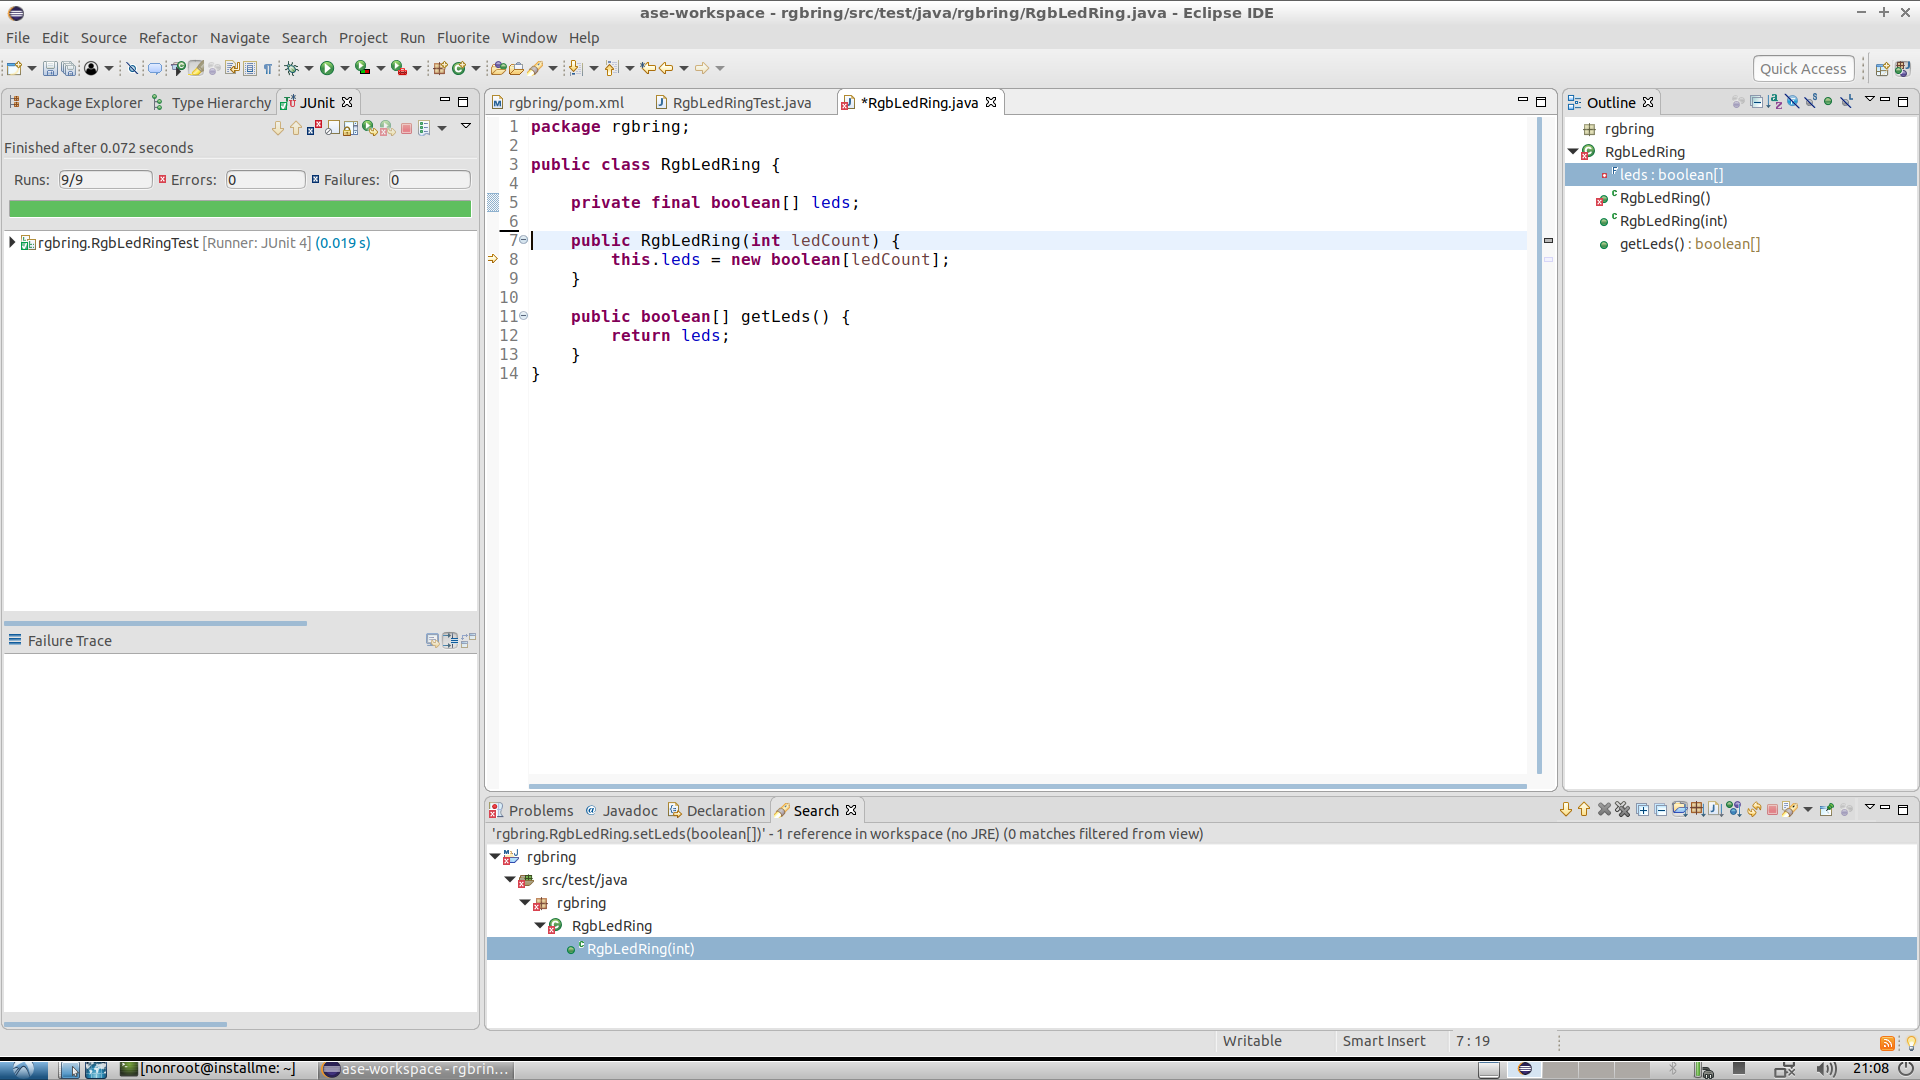 ase-workspace - rgbring/src/test/java/rgbring/RgbLedRing.java - Eclipse IDE
File Edit Source Refactor Navigate Search Project Run Fluorite Window Help
Quick Access
Package Explorer Type Hierarchy JUnit
Finished after 0.072 seconds
Runs: 9/9 Errors: 0 Failures: 0
rgbring.RgbLedRingTest [Runner: JUnit 4] (0.019 s)
Failure Trace
rgbring/pom.xml RgbLedRingTest.java *RgbLedRing.java
1 package rgbring;
2
3 public class RgbLedRing {
4
5 private final boolean[] leds;
6
7 public RgbLedRing(int ledCount) {
8 this.leds = new boolean[ledCount];
9 }
10
11 public boolean[] getLeds() {
12 return leds;
13 }
14 }
Outline
rgbring
RgbLedRing
leds : boolean[]
RgbLedRing()
RgbLedRing(int)
getLeds() : boolean[]
Problems Javadoc Declaration Search
'rgbring.RgbLedRing.setLeds(boolean[])' - 1 reference in workspace (no JRE) (0 matches filtered from view)
rgbring
src/test/java
rgbring
RgbLedRing
RgbLedRing(int)
Writable Smart Insert 7 : 19
[nonroot@installme: ~] ase-workspace - rgbrin... 21:08